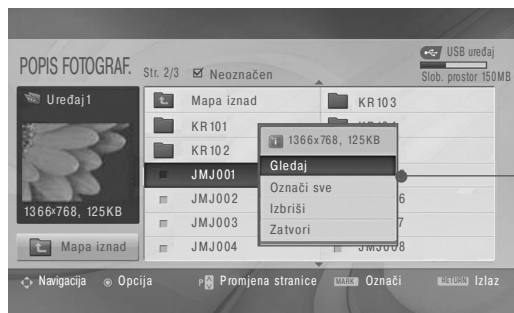 POPIS FOTOGRAF.
Str. 2/3
Neoznačen
USB uređaj
Slob. prostor 150MB
Uređaj1
1366x768, 125KB
Mapa iznad
Mapa iznad
KR101
KR102
JMJ001
JMJ002
JMJ003
JMJ004
KR103
1366x768, 125KB
Gledaj
Označi sve
Izbriši
Zatvori
Navigacija
Opcija
P Promjena stranice
MARK Označi
RETURN Izlaz